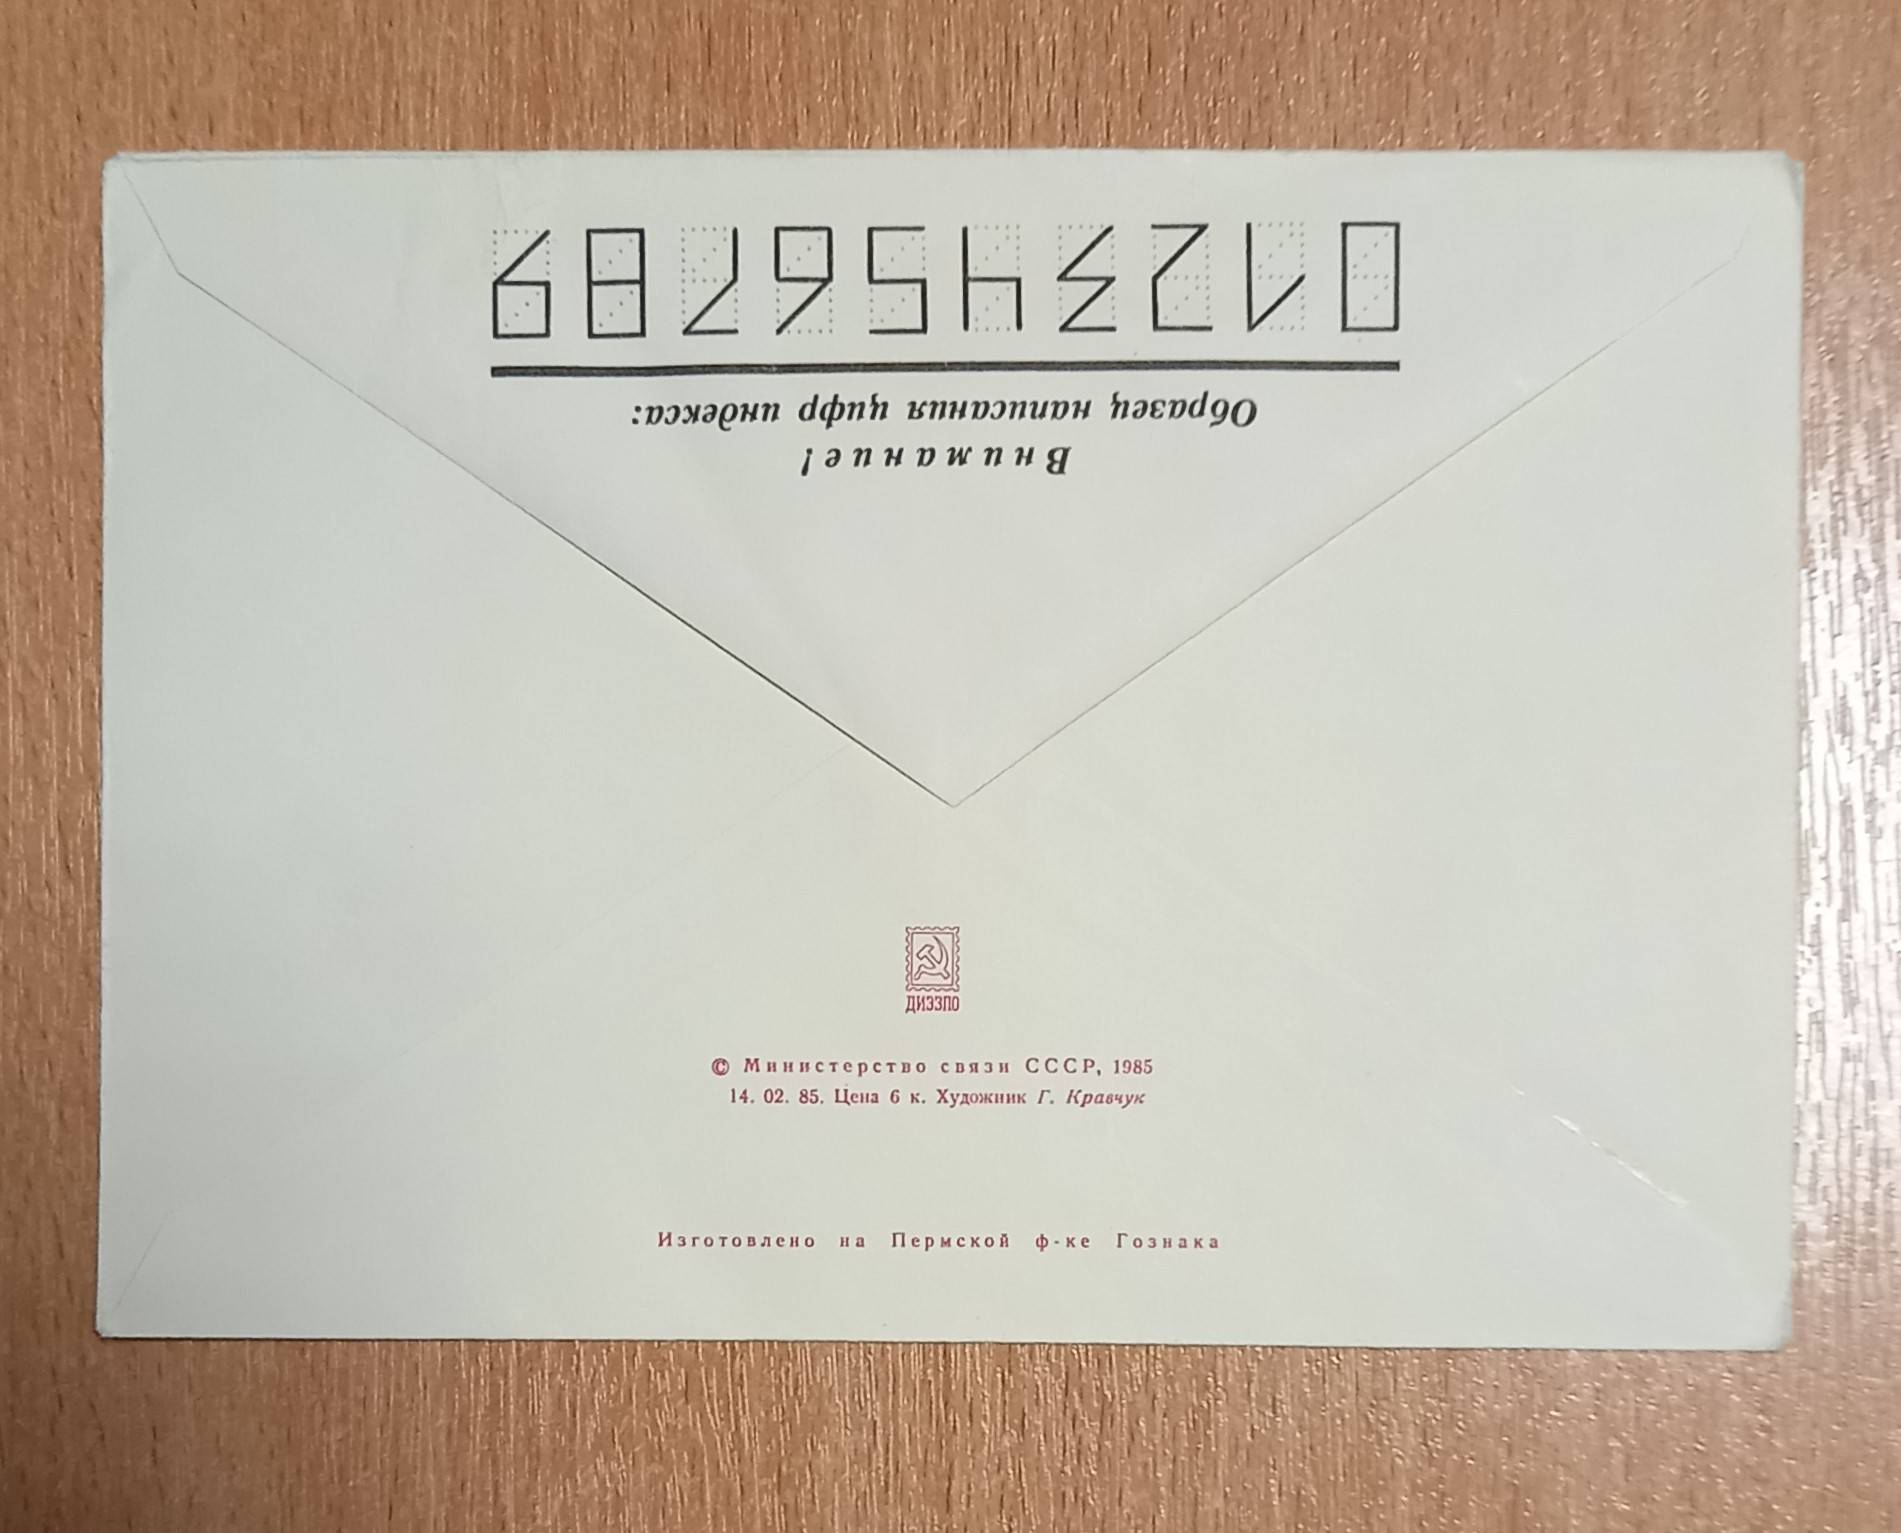 Внимание!
Образец написания цифр индекса:
0123456789
ДИЭЗПО
© Министерство связи СССР, 1985
14. 02. 85. Цена 6 к. Художник Г. Кравчук
Изготовлено на Пермской ф-ке Гознака